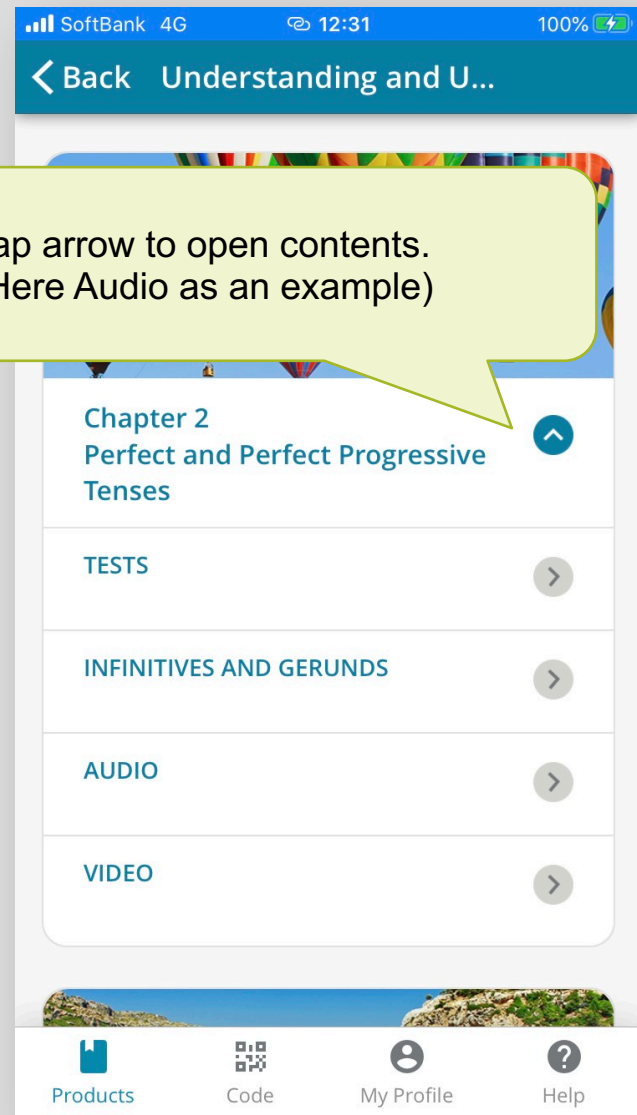 SoftBank 4G 12:31 100%
Back Understanding and U...
ap arrow to open contents.
Here Audio as an example)
Chapter 2
Perfect and Perfect Progressive
Tenses
TESTS
INFINITIVES AND GERUNDS
AUDIO
VIDEO
Products Code My Profile Help